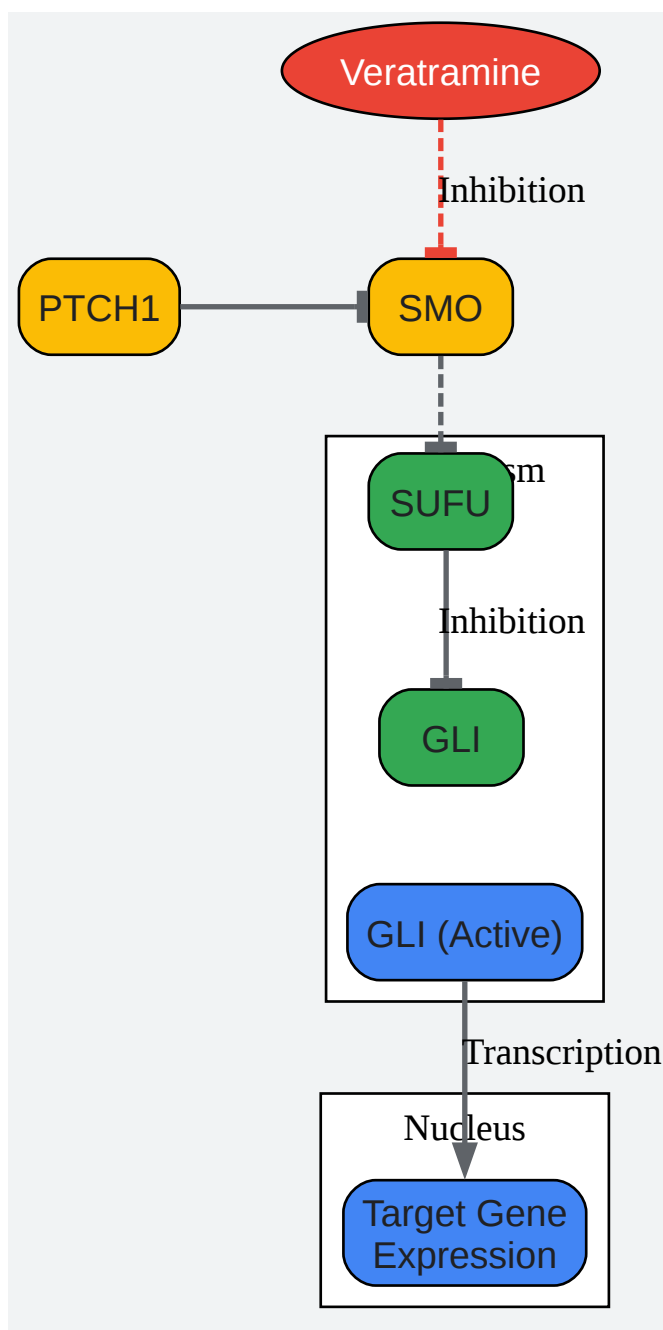 Veratramine
Inhibition
PTCH1
SMO
SUFU
Inhibition
GLI
GLI (Active)
Transcription
Nucleus
Target Gene
Expression